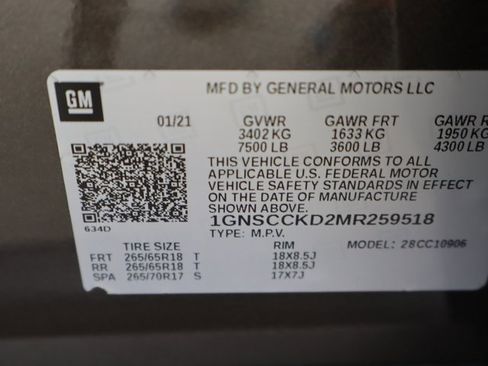 GM
MFD BY GENERAL MOTORS LLC
01/21 GVWR GAWR FRT GAWR R
3402 KG 1633 KG 1950 KG
7500 LB 3600 LB 4300 LB
THIS VEHICLE CONFORMS TO ALL
APPLICABLE U.S. FEDERAL MOTOR
VEHICLE SAFETY STANDARDS IN EFFECT
ON THE DATE OF MANUFACTURE
SHOWN ABOVE.
634D 1GNSCCKD2MR259518
TYPE: M.P.V. MODEL: 28CC10906
TIRE SIZE RIM
FRT 265/65R18 T 18X8.5J
RR 265/65R18 T 18X8.5J
SPA 265/70R17 S 17X7J